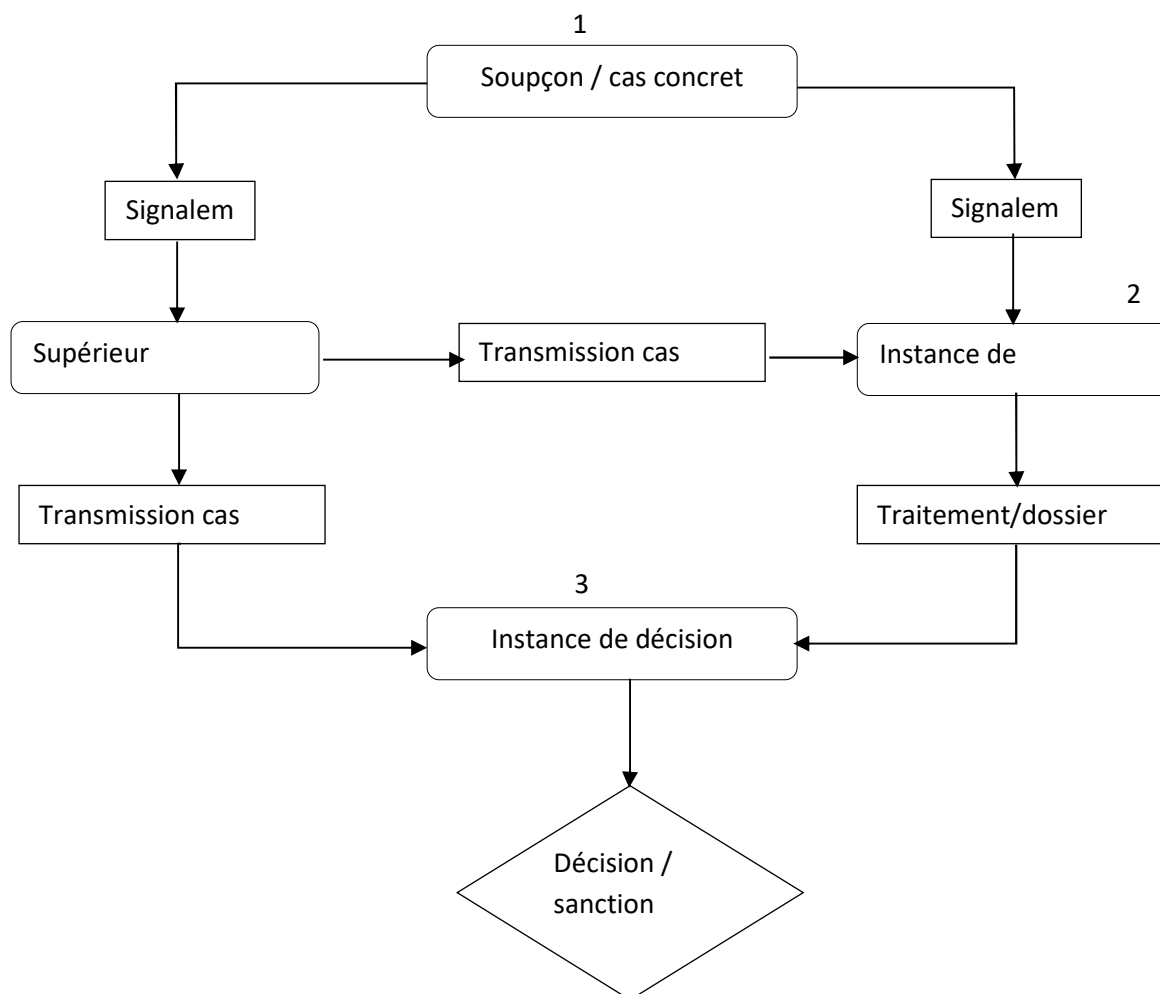 1
Soupçon / cas concret
Signalem
Signalem
2
Supérieur
Transmission cas
Instance de
Transmission cas
Traitement/dossier
3
Instance de décision
Décision /
sanction